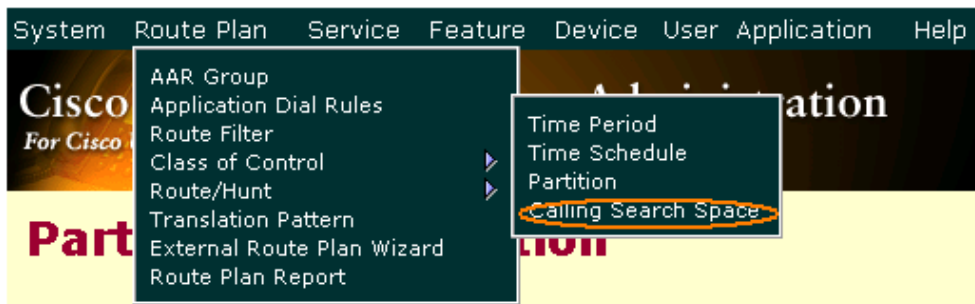 System Route Plan Service Feature Device User Application Help
Cisco ation
For Cisco
AAR Group
Application Dial Rules
Route Filter
Class of Control
Route/Hunt
Translation Pattern
External Route Plan Wizard
Route Plan Report
Time Period
Time Schedule
Partition
Calling Search Space
Part tion